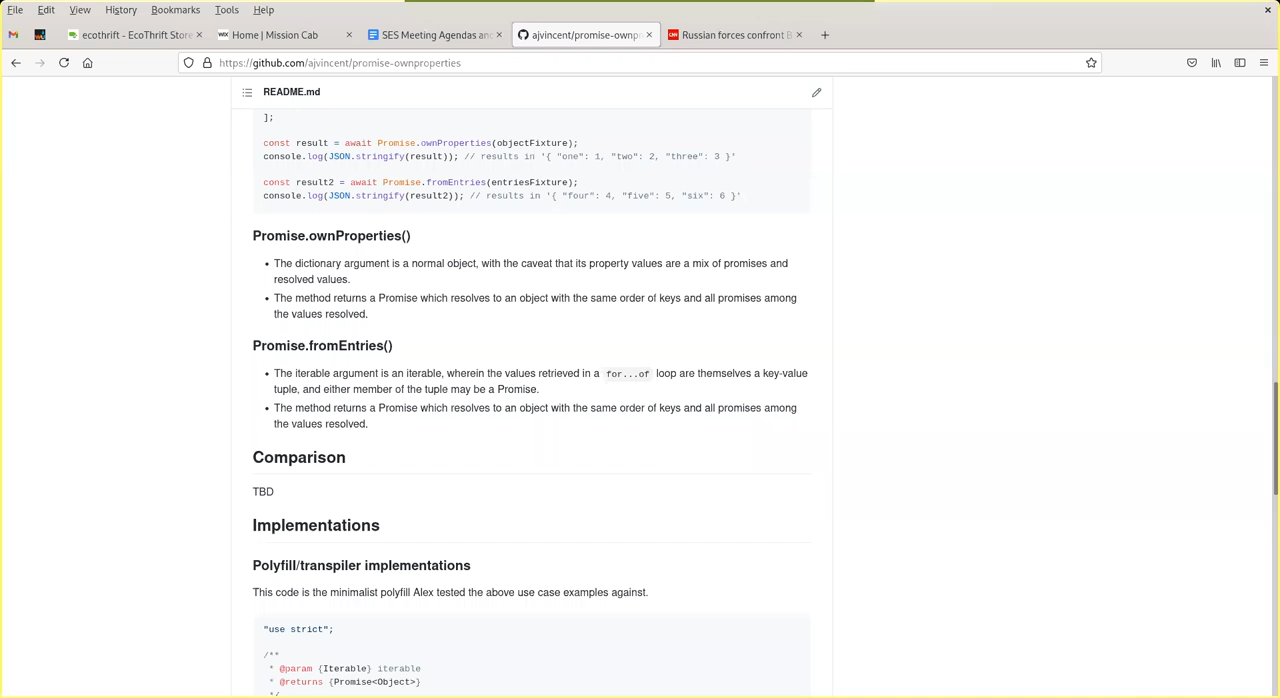 File Edit View History Bookmarks Tools Help ×
ecothrift - EcoThrift Store × Home | Mission Cab × SES Meeting Agendas and × ajvincent/promise-ownpro × Russian forces confront B × +
https://github.com/ajvincent/promise-ownproperties
README.md
];
const result = await Promise.ownProperties(objectFixture);
console.log(JSON.stringify(result)); // results in '{ "one": 1, "two": 2, "three": 3 }'
const result2 = await Promise.fromEntries(entriesFixture);
console.log(JSON.stringify(result2)); // results in '{ "four": 4, "five": 5, "six": 6 }'
Promise.ownProperties()
• The dictionary argument is a normal object, with the caveat that its property values are a mix of promises and
resolved values.
• The method returns a Promise which resolves to an object with the same order of keys and all promises among
the values resolved.
Promise.fromEntries()
• The iterable argument is an iterable, wherein the values retrieved in a for...of loop are themselves a key-value
tuple, and either member of the tuple may be a Promise.
• The method returns a Promise which resolves to an object with the same order of keys and all promises among
the values resolved.
Comparison
TBD
Implementations
Polyfill/transpiler implementations
This code is the minimalist polyfill Alex tested the above use case examples against.
"use strict";
/**
* @param {Iterable} iterable
* @returns {Promise<Object>}
*/